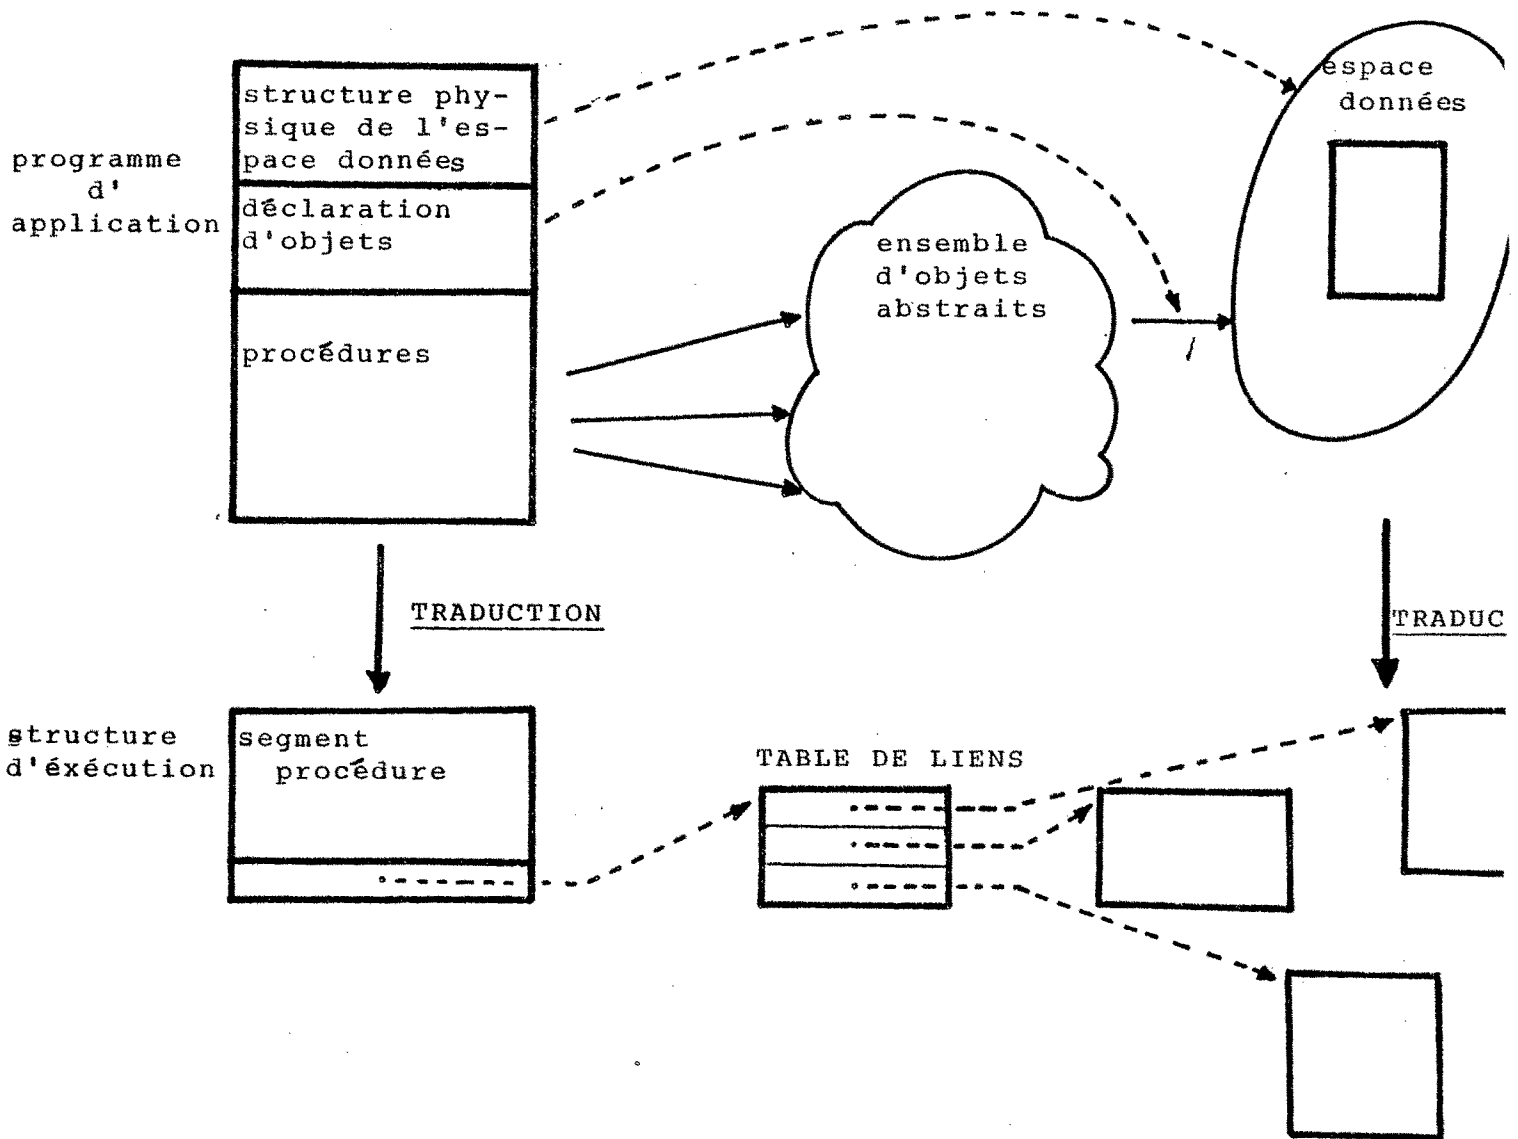 structure phy-
sique de l'es-
pace données
programme
d'
application
déclaration
d'objets
procédures
ensemble
d'objets
abstraits
espace
données
TRADUCTION
TRADUC
structure
d'éxécution
segment
procédure
TABLE DE LIENS